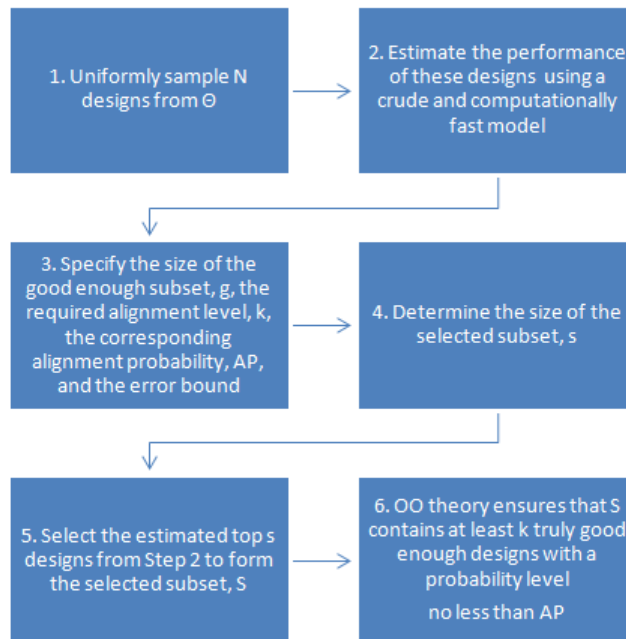 1. Uniformly sample N
designs from Θ
2. Estimate the performance
of these designs using a
crude and computationally
fast model
3. Specify the size of the
good enough subset, g, the
required alignment level, k,
the corresponding
alignment probability, AP,
and the error bound
4. Determine the size of the
selected subset, s
5. Select the estimated top s
designs from Step 2 to form
the selected subset, S
6. OO theory ensures that S
contains at least k truly good
enough designs with a
probability level
no less than AP